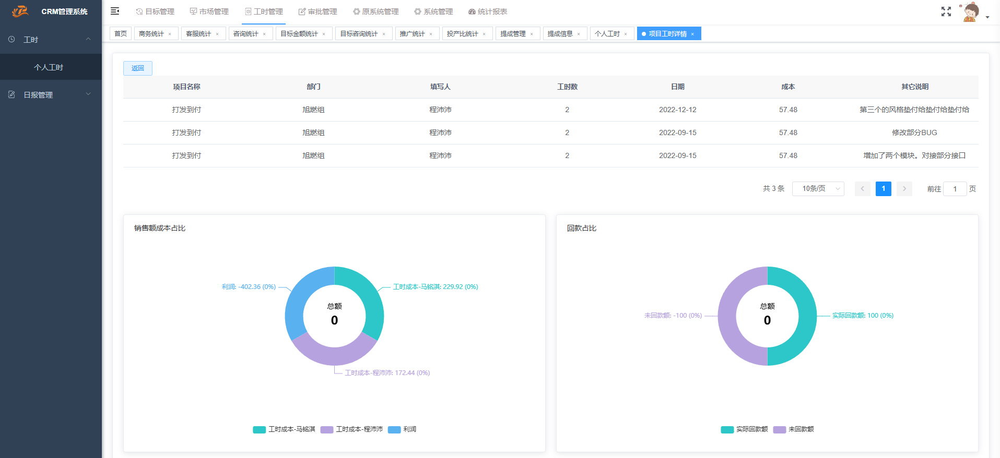 CRM管理系统
目标管理 市场管理 工时管理 审批管理 原系统管理 系统管理 统计报表
首页 商务统计 × 客服统计 × 咨询统计 × 目标金额统计 × 目标咨询统计 × 推广统计 × 投产比统计 × 提成管理 × 提成信息 × 个人工时 × 项目工时详情 ×
工时
个人工时
日报管理
返回
项目名称 部门 填写人 工时数 日期 成本 其它说明
打发到付 旭燃组 程沛沛 2 2022-12-12 57.48 第三个的风格垫付给垫付给垫付给
打发到付 旭燃组 程沛沛 2 2022-09-15 57.48 修改部分BUG
打发到付 旭燃组 程沛沛 2 2022-09-15 57.48 增加了两个模块。对接部分接口
共 3 条 10条/页 1 前往 1 页
销售额成本占比
利润: -402.36 (0%)
工时成本-马铭淇: 229.92 (0%)
总额
0
工时成本-程沛沛: 172.44 (0%)
工时成本-马铭淇 工时成本-程沛沛 利润
回款占比
未回款额: -100 (0%)
总额
0
实际回款额: 100 (0%)
实际回款额 未回款额